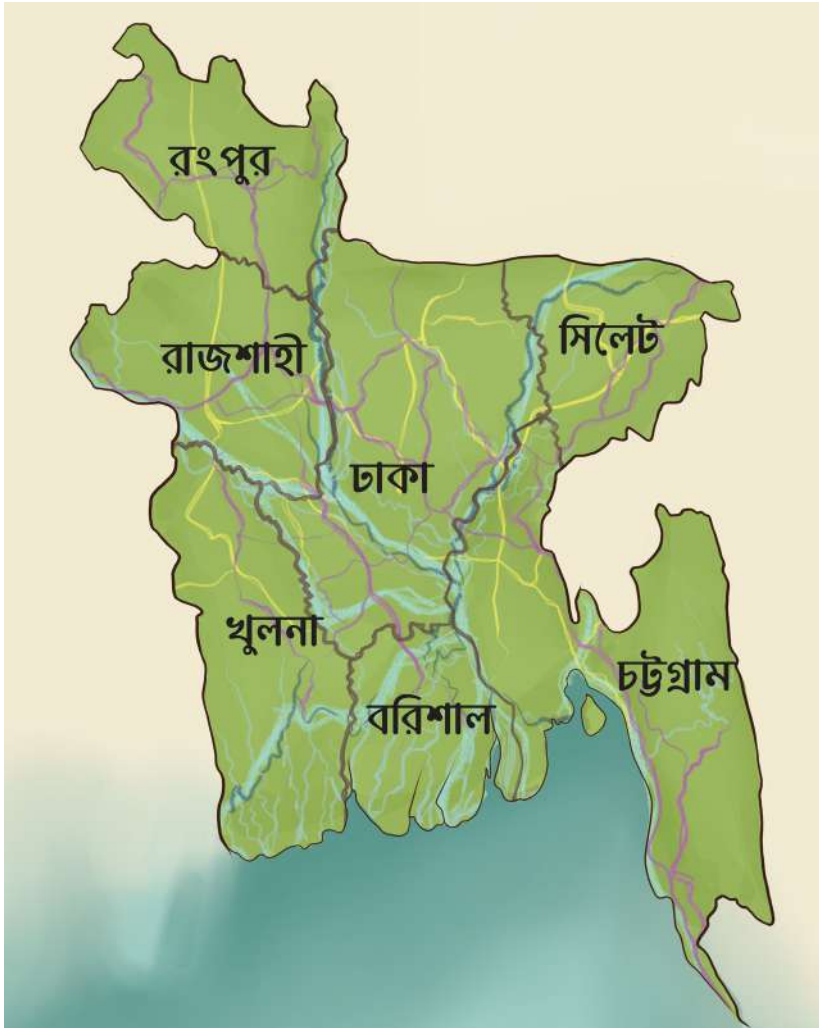 রংপুর
রাজশাহী
সিলেট
ঢাকা
খুলনা
বরিশাল
চট্টগ্রাম